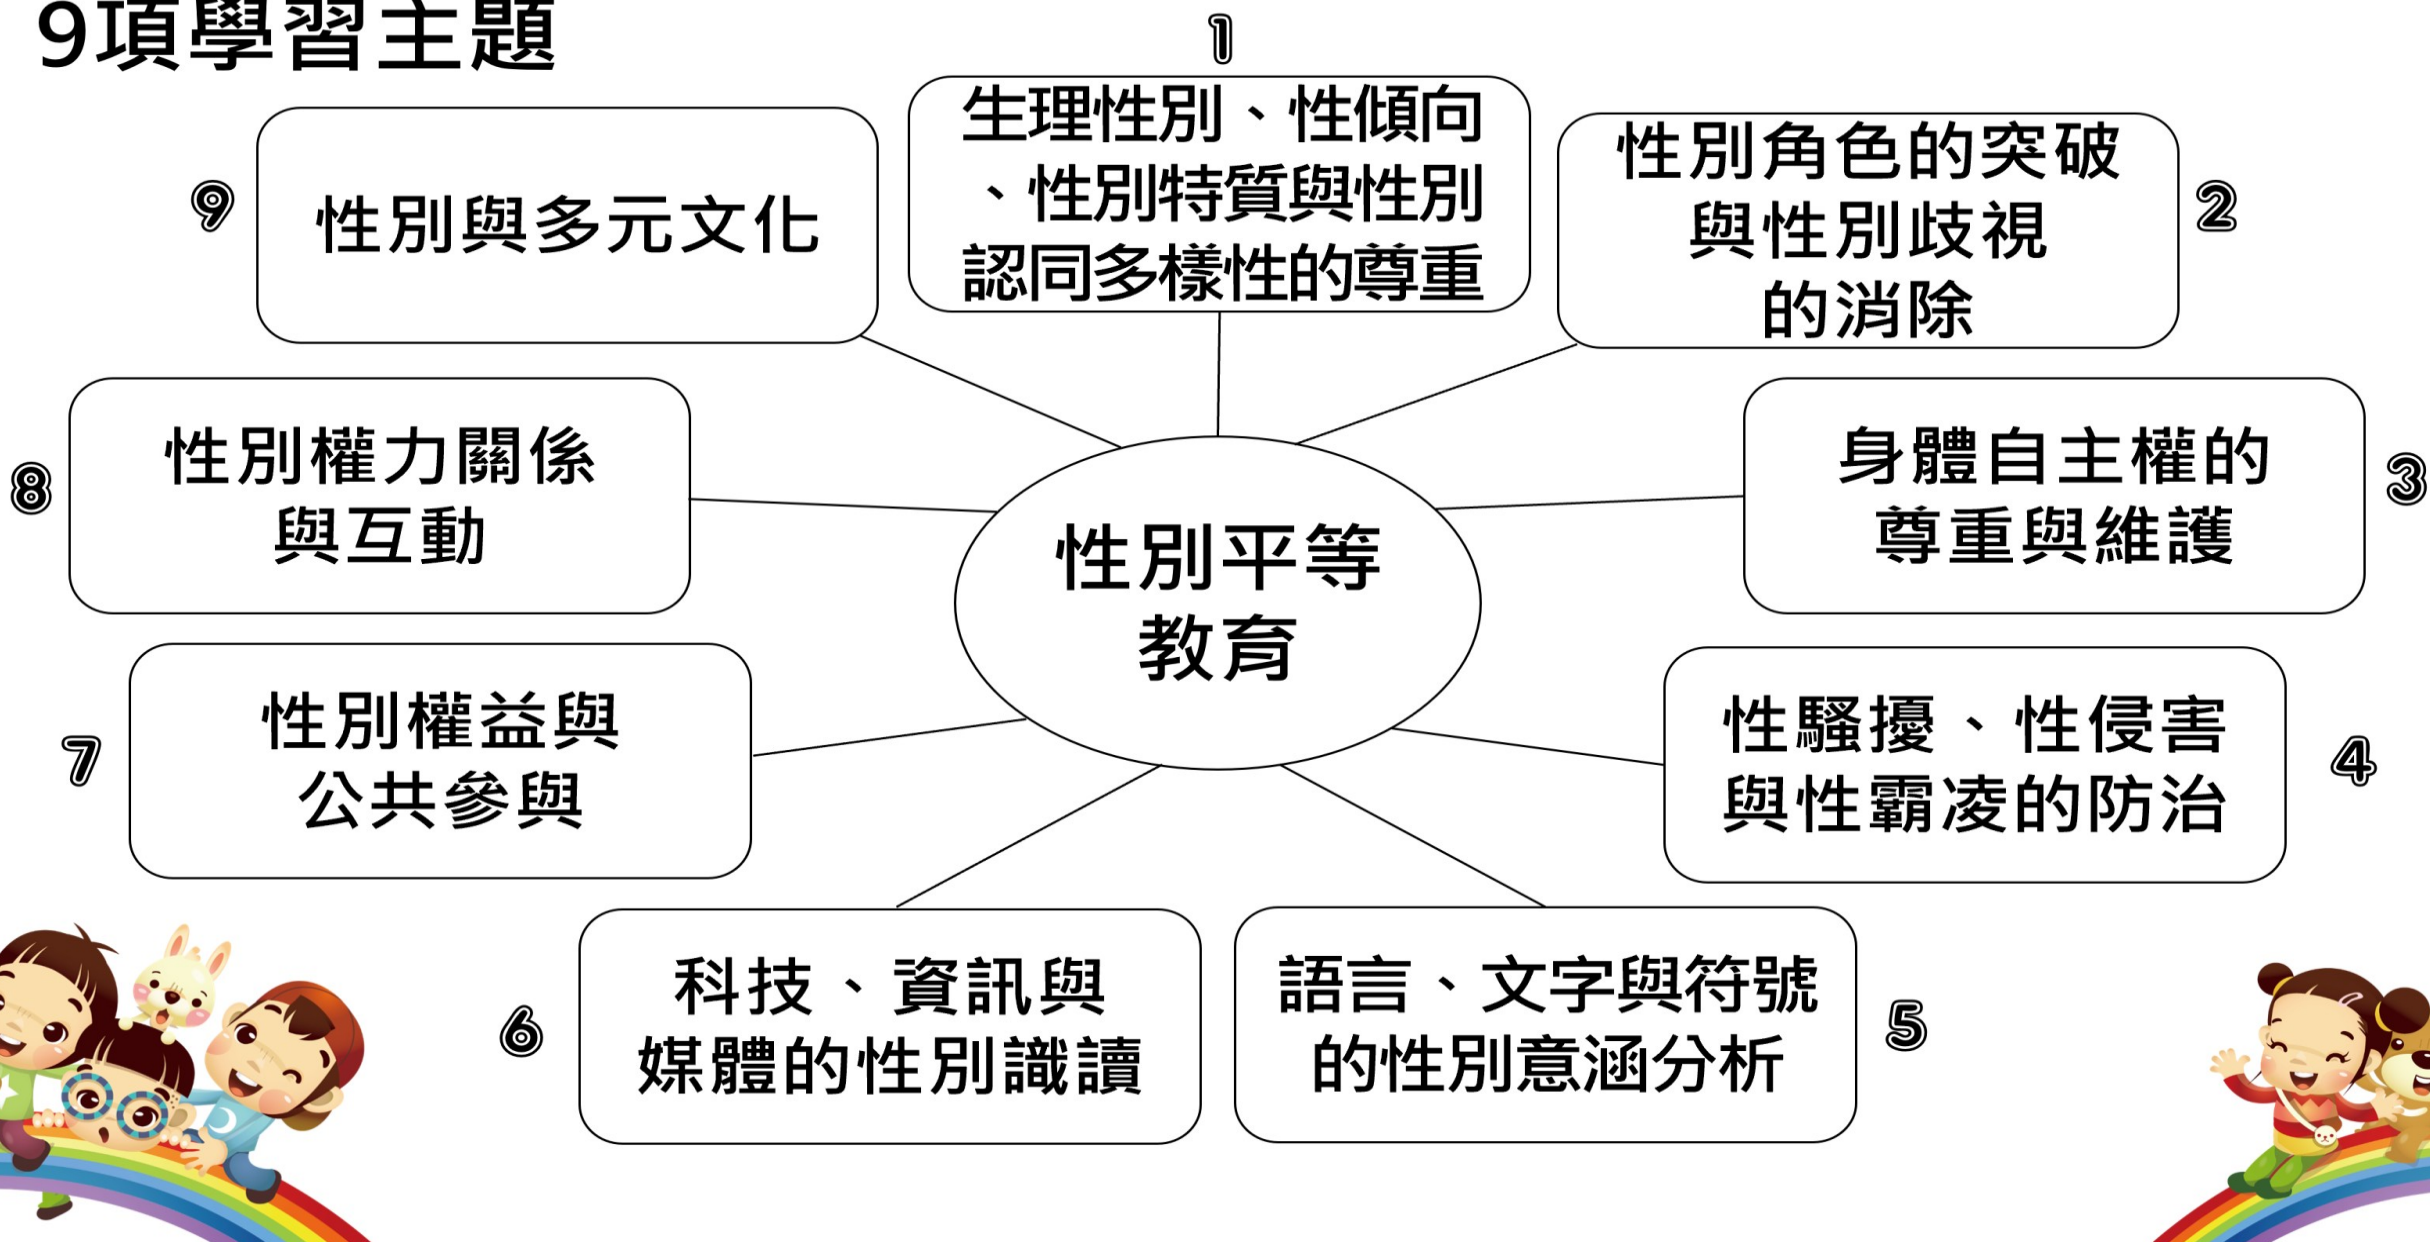 9項學習主題
1
生理性別、性傾向
、性別特質與性別
認同多樣性的尊重
2
性別角色的突破
與性別歧視
的消除
3
身體自主權的
尊重與維護
4
性騷擾、性侵害
與性霸凌的防治
5
語言、文字與符號
的性別意涵分析
6
科技、資訊與
媒體的性別識讀
7
性別權益與
公共參與
8
性別權力關係
與互動
9
性別與多元文化
性別平等
教育